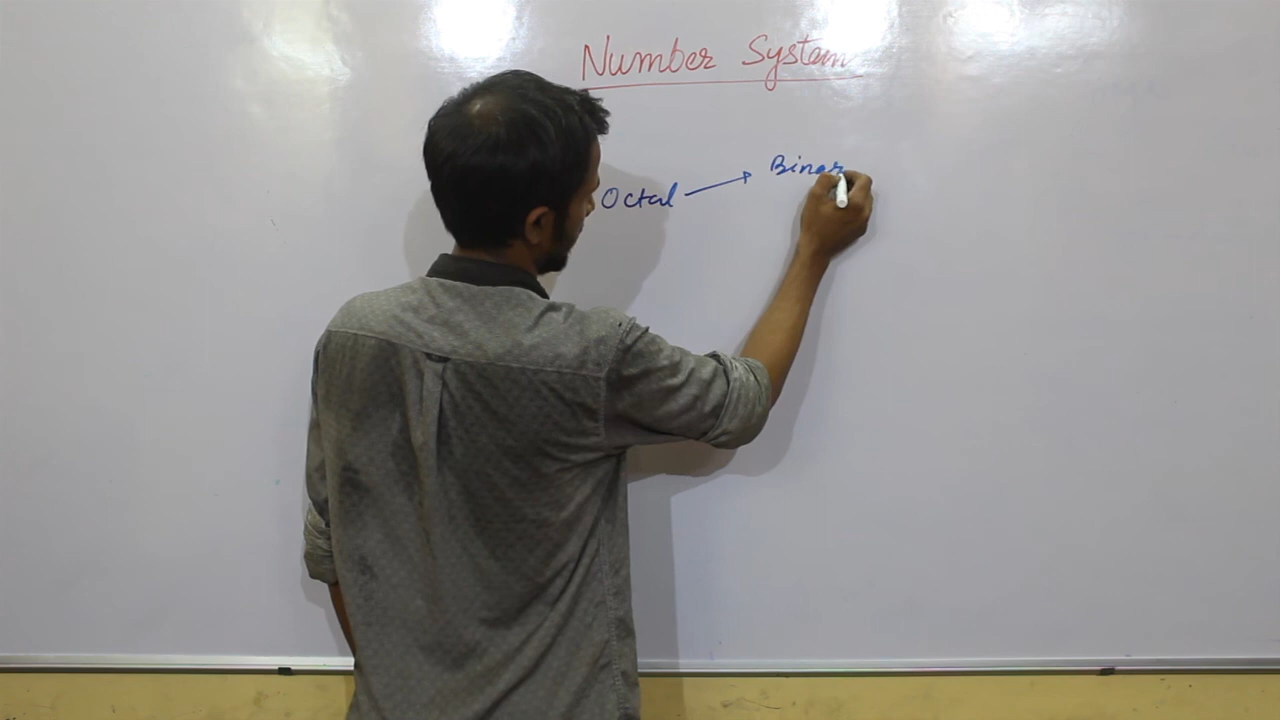 Number System
Octal → Binar